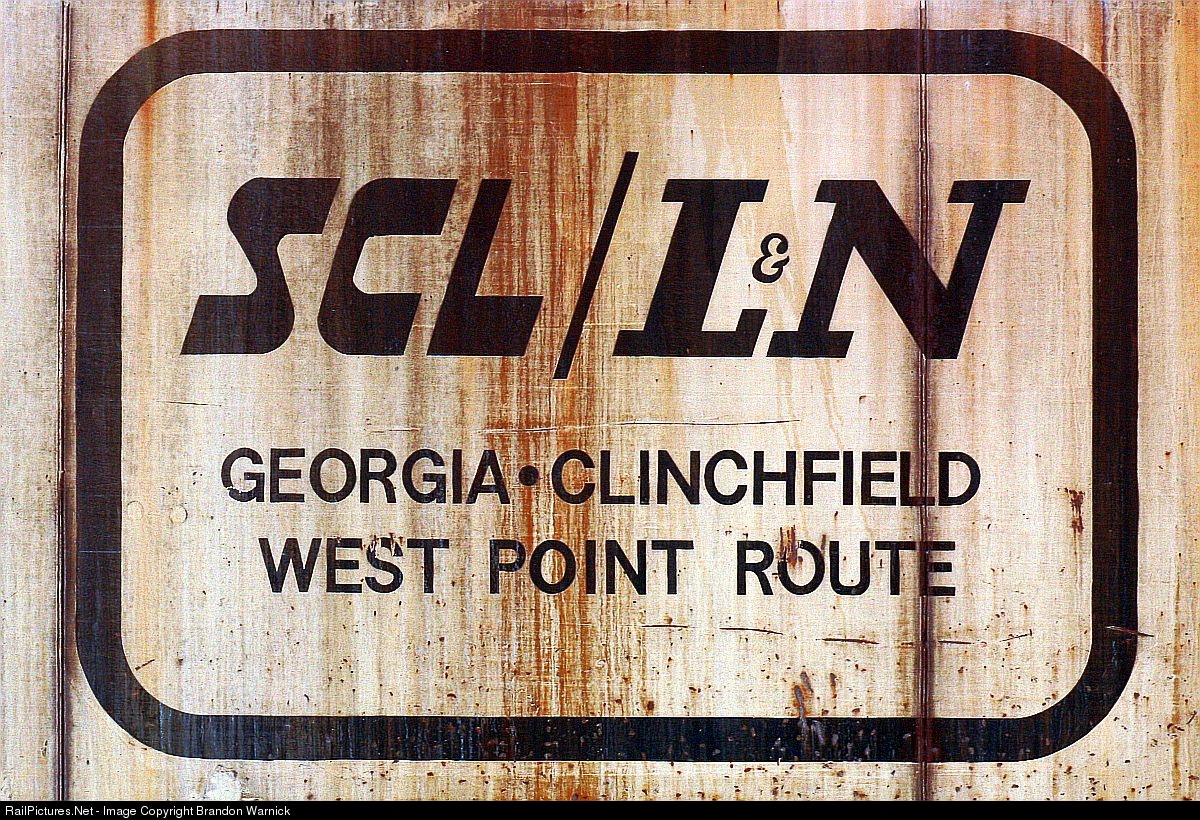 SCL/L&N
GEORGIA•CLINCHFIELD
WEST POINT ROUTE
RailPictures.Net - Image Copyright Brandon Warnick